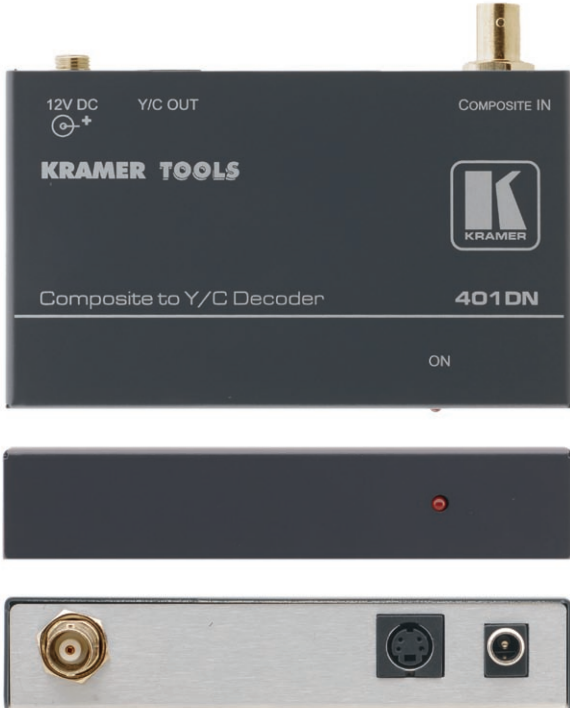 12V DC Y/C OUT COMPOSITE IN
+
KRAMER TOOLS
K
KRAMER
Composite to Y/C Decoder 401DN
ON